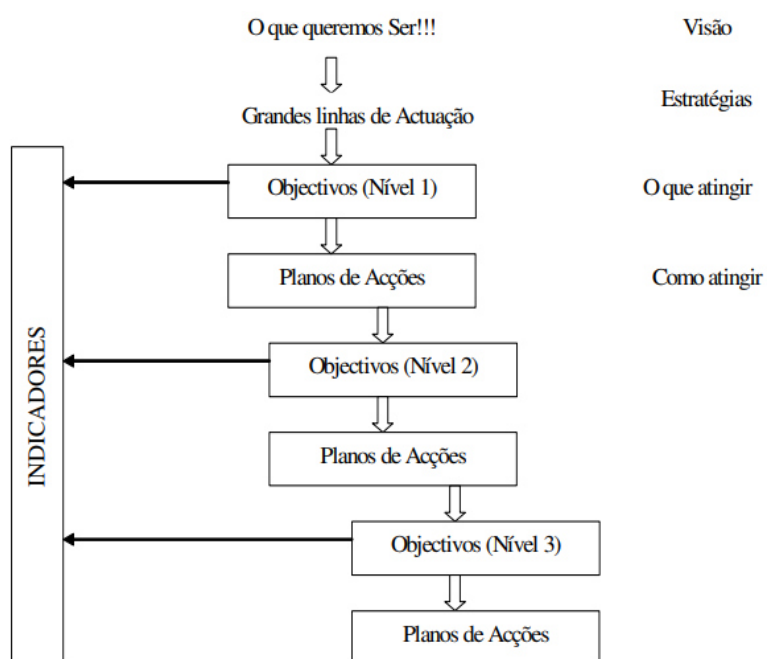 O que queremos Ser!!!
Visão
Estratégias
Grandes linhas de Actuação
Objectivos (Nível 1)
O que atingir
Planos de Acções
Como atingir
Objectivos (Nível 2)
INDICADORES
Planos de Acções
Objectivos (Nível 3)
Planos de Acções